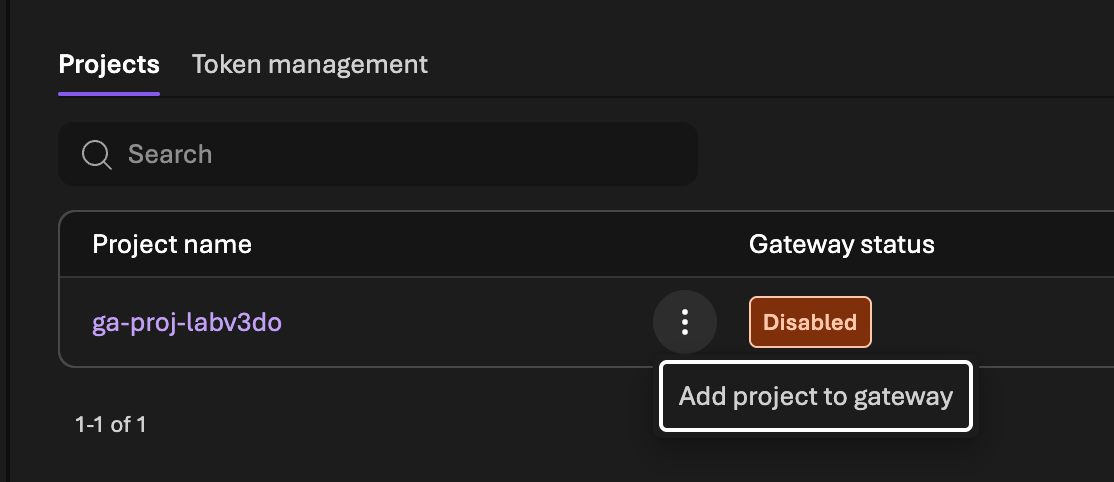 Projects Token management
Search
Project name Gateway status
ga-proj-labv3do Disabled
Add project to gateway
1-1 of 1